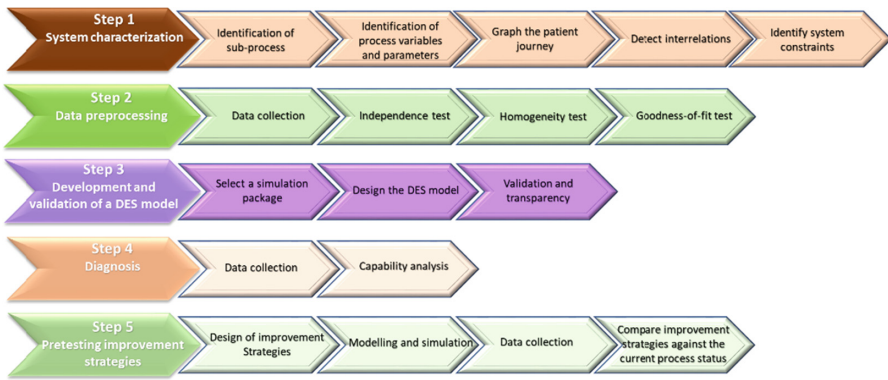 Step 1
System characterization
Identification of
sub-process
Identification of
process variables
and parameters
Graph the patient
journey
Detect interrelations
Identify system
constraints
Step 2
Data preprocessing
Data collection
Independence test
Homogeneity test
Goodness-of-fit test
Step 3
Development and
validation of a DES model
Select a simulation
package
Design the DES model
Validation and
transparency
Step 4
Diagnosis
Data collection
Capability analysis
Step 5
Pretesting improvement
strategies
Design of improvement
Strategies
Modelling and simulation
Data collection
Compare improvement
strategies against the
current process status